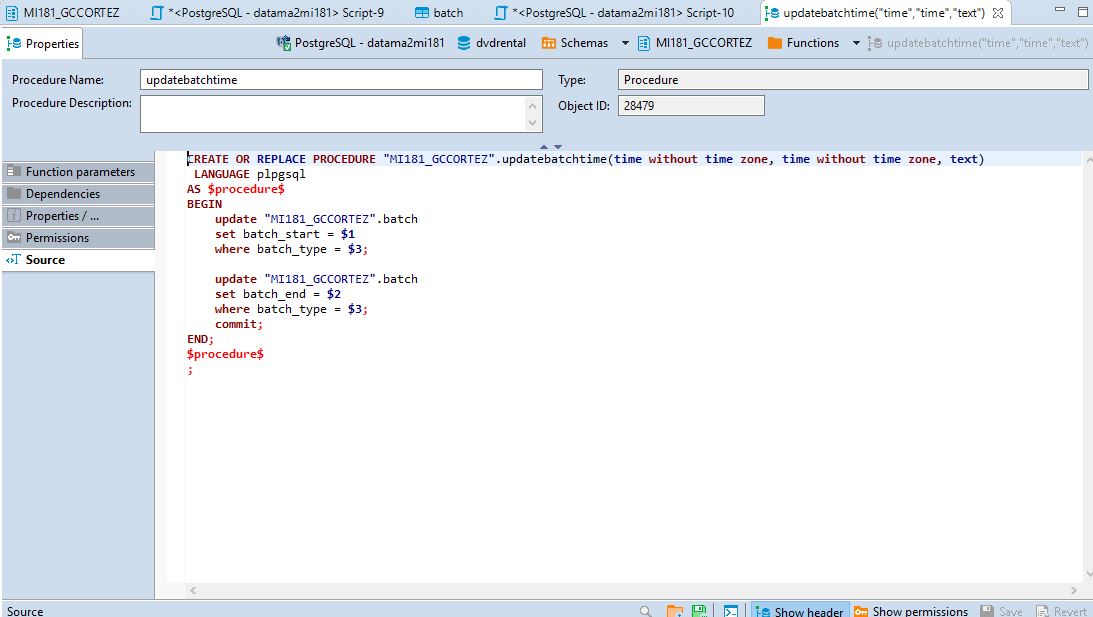 MI181_GCCORTEZ *<PostgreSQL - datama2mi181> Script-9 batch *<PostgreSQL - datama2mi181> Script-10 updatebatchtime("time","time","text")
Properties PostgreSQL - datama2mi181 dvdrental Schemas MI181_GCCORTEZ Functions updatebatchtime("time","time","text")
Procedure Name: updatebatchtime Type: Procedure
Procedure Description: Object ID: 28479
Function parameters
Dependencies
Properties / ...
Permissions
Source
CREATE OR REPLACE PROCEDURE "MI181_GCCORTEZ".updatebatchtime(time without time zone, time without time zone, text)
LANGUAGE plpgsql
AS $procedure$
BEGIN
update "MI181_GCCORTEZ".batch
set batch_start = $1
where batch_type = $3;
update "MI181_GCCORTEZ".batch
set batch_end = $2
where batch_type = $3;
commit;
END;
$procedure$
;
Source Show header Show permissions Save Revert